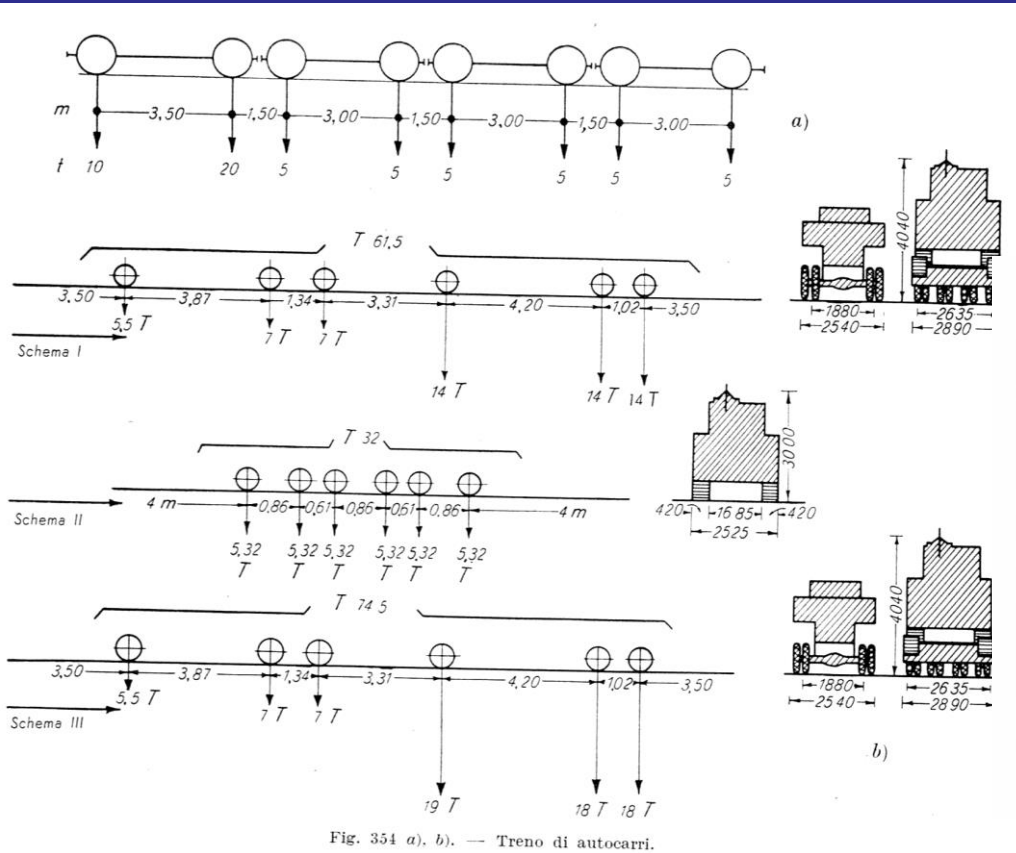 m 3,50 1,50 3,00 1,50 3,00 1,50 3.00
a)
t 10 20 5 5 5 5 5 5
4040
T 61,5
3.50 3,87 1,34 3,31 4,20 1,02 3,50
5,5 T 7 T 7 T
14 T 14 T 14 T
Schema I
1880
2540
2635
2890
T 32
4 m 0,86 0,61 0,86 0,61 0,86 4 m
5,32 5,32 5,32 5,32 5,32 5,32
T T T T T T
Schema II
3000
420 1685 420
2525
T 74,5
3,50 3,87 1,34 3,31 4,20 1,02 3,50
5,5 T 7 T 7 T
19 T 18 T 18 T
Schema III
4040
1880
2540
2635
2890
b)
Fig. 354 a), b). — Treno di autocarri.